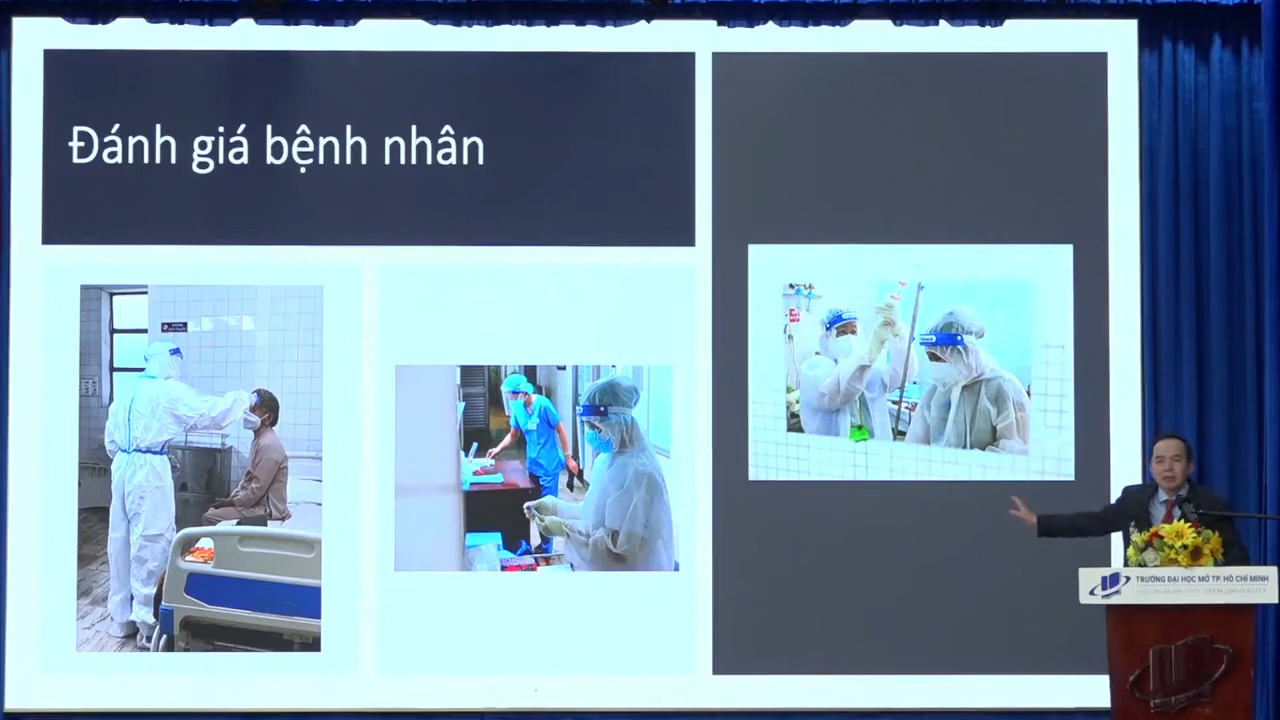 Đánh giá bệnh nhân
TRƯỜNG ĐẠI HỌC MỞ TP. HỒ CHÍ MINH